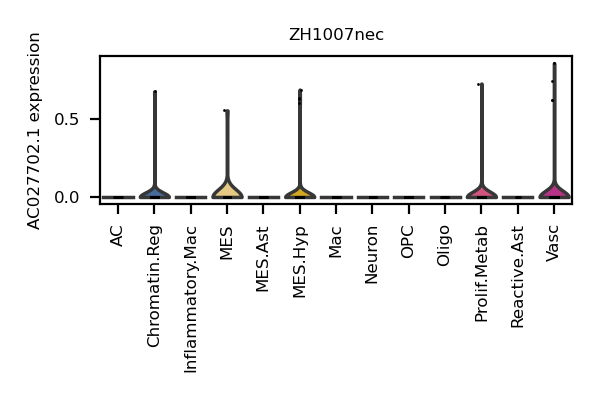 ZH1007nec
AC027702.1 expression
0.5
0.0
AC
Chromatin.Reg
Inflammatory.Mac
MES
MES.Ast
MES.Hyp
Mac
Neuron
OPC
Oligo
Prolif.Metab
Reactive.Ast
Vasc